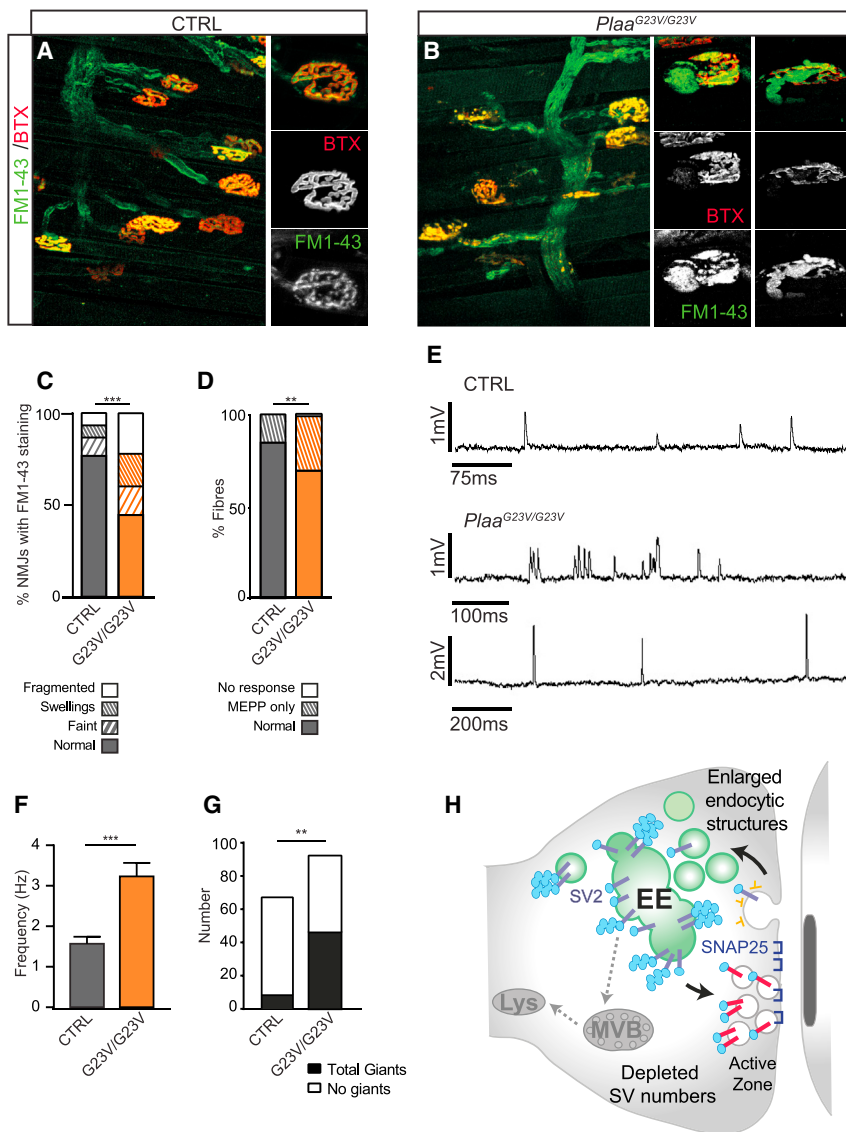 CTRL
Plaa^G23V/G23V
A
B
FM1-43 /BTX
BTX
FM1-43
BTX
FM1-43
C
***
100
50
0
% NMJs with FM1-43 staining
CTRL
G23V/G23V
Fragmented
Swellings
Faint
Normal
D
**
100
50
0
% Fibres
CTRL
G23V/G23V
No response
MEPP only
Normal
E
CTRL
1mV
75ms
Plaa^G23V/G23V
1mV
100ms
2mV
200ms
F
***
4
3
2
1
0
Frequency (Hz)
CTRL
G23V/G23V
G
**
100
80
60
40
20
0
Number
CTRL
G23V/G23V
Total Giants
No giants
H
Enlarged
endocytic
structures
SV2
EE
SNAP25
Lys
MVB
Depleted
SV numbers
Active
Zone